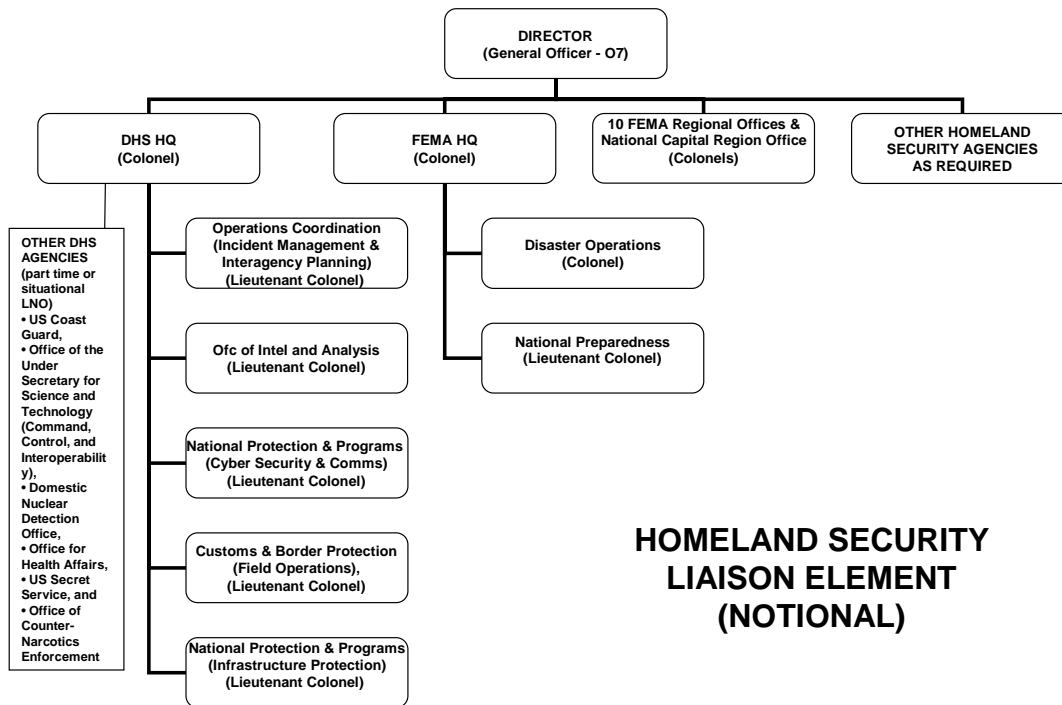 DIRECTOR
(General Officer - O7)
DHS HQ
(Colonel)
FEMA HQ
(Colonel)
10 FEMA Regional Offices &
National Capital Region Office
(Colonels)
OTHER HOMELAND
SECURITY AGENCIES
AS REQUIRED
OTHER DHS
AGENCIES
(part time or
situational
LNO)
• US Coast
Guard,
• Office of the
Under
Secretary for
Science and
Technology
(Command,
Control, and
Interoperabilit
y),
• Domestic
Nuclear
Detection
Office,
• Office for
Health Affairs,
• US Secret
Service, and
• Office of
Counter-
Narcotics
Enforcement
Operations Coordination
(Incident Management &
Interagency Planning)
(Lieutenant Colonel)
Ofc of Intel and Analysis
(Lieutenant Colonel)
National Protection & Programs
(Cyber Security & Comms)
(Lieutenant Colonel)
Customs & Border Protection
(Field Operations),
(Lieutenant Colonel)
National Protection & Programs
(Infrastructure Protection)
(Lieutenant Colonel)
Disaster Operations
(Colonel)
National Preparedness
(Lieutenant Colonel)
HOMELAND SECURITY
LIAISON ELEMENT
(NOTIONAL)